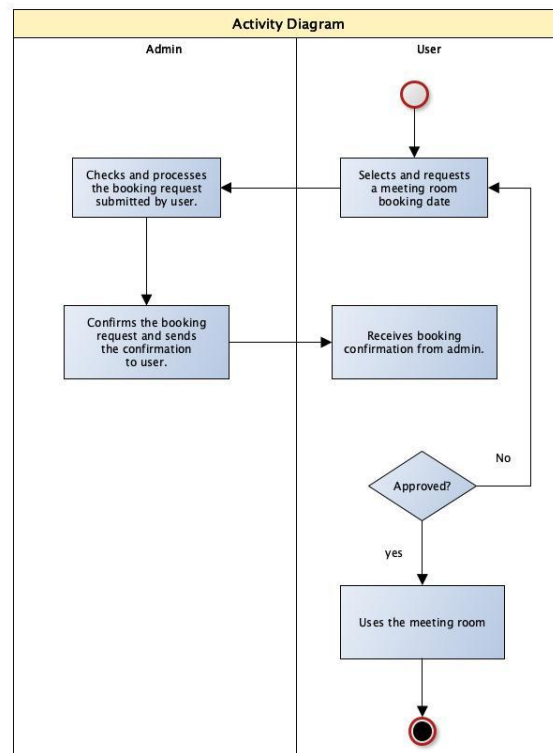 Activity Diagram
Admin
User
Checks and processes
the booking request
submitted by user.
Selects and requests
a meeting room
booking date
Confirms the booking
request and sends
the confirmation
to user.
Receives booking
confirmation from admin.
No
Approved?
yes
Uses the meeting room